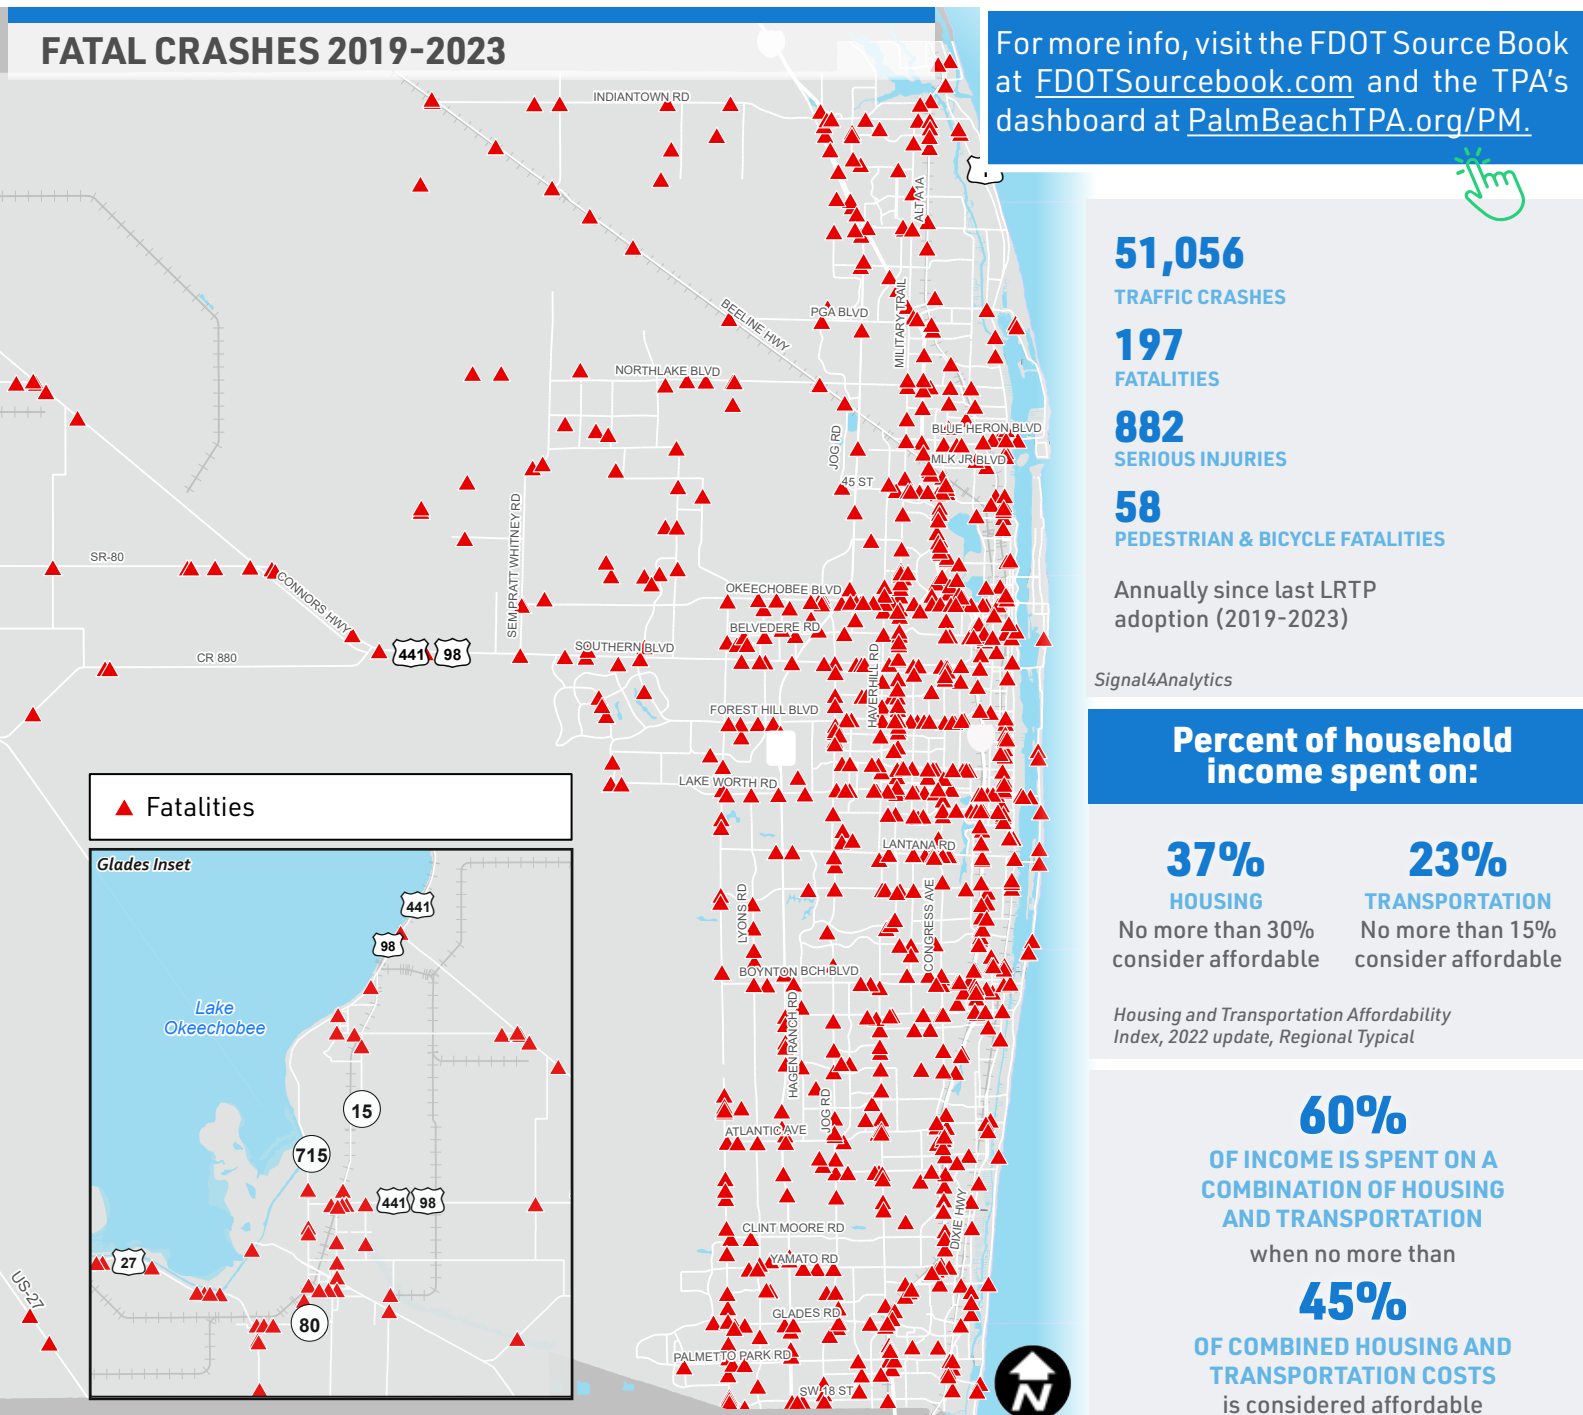 FATAL CRASHES 2019-2023
For more info, visit the FDOT Source Book
at FDOTSourcebook.com and the TPA's
dashboard at PalmBeachTPA.org/PM.
INDIANTOWN RD
ALT A1A
BEELINE HWY
PGA BLVD
MILITARY TRAIL
NORTHLAKE BLVD
JOG RD
BLUE HERON BLVD
MLK JR BLVD
45 ST
SEM PRATT WHITNEY RD
SR-80
CONNORS HWY
OKEECHOBEE BLVD
BELVEDERE RD
441
98
SOUTHERN BLVD
CR 880
HAVERHILL RD
FOREST HILL BLVD
LAKE WORTH RD
LANTANA RD
LYONS RD
CONGRESS AVE
BOYNTON BCH BLVD
HAGEN RANCH RD
JOG RD
ATLANTIC AVE
DIXIE HWY
CLINT MOORE RD
YAMATO RD
GLADES RD
PALMETTO PARK RD
SW 18 ST
US-27
N
Fatalities
Glades Inset
441
98
Lake
Okeechobee
15
715
441
98
27
80
51,056
TRAFFIC CRASHES
197
FATALITIES
882
SERIOUS INJURIES
58
PEDESTRIAN & BICYCLE FATALITIES
Annually since last LRTP
adoption (2019-2023)
Signal4Analytics
Percent of household
income spent on:
37%
HOUSING
No more than 30%
consider affordable
23%
TRANSPORTATION
No more than 15%
consider affordable
Housing and Transportation Affordability
Index, 2022 update, Regional Typical
60%
OF INCOME IS SPENT ON A
COMBINATION OF HOUSING
AND TRANSPORTATION
when no more than
45%
OF COMBINED HOUSING AND
TRANSPORTATION COSTS
is considered affordable